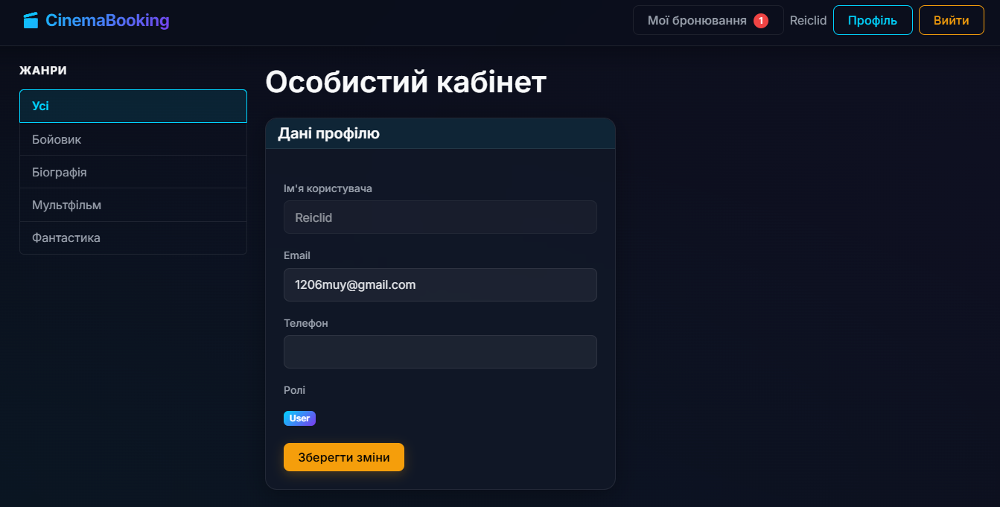 CinemaBooking
Мої бронювання 1 Reiclid Профіль Вийти
ЖАНРИ
Усі
Бойовик
Біографія
Мультфільм
Фантастика
Особистий кабінет
Дані профілю
Ім'я користувача
Reiclid
Email
1206muy@gmail.com
Телефон
Ролі
User
Зберегти зміни